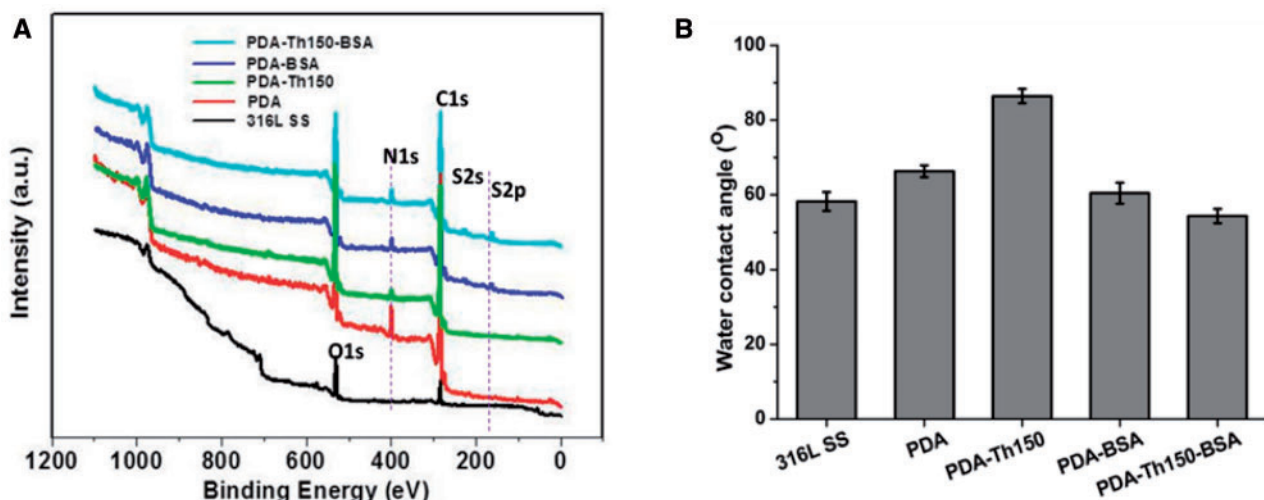 A
PDA-Th150-BSA
PDA-BSA
PDA-Th150
PDA
316L SS
C1s
N1s
S2s
S2p
O1s
Intensity (a.u.)
1200 1000 800 600 400 200 0
Binding Energy (eV)
B
100
80
60
40
20
0
Water contact angle (°)
316L SS
PDA
PDA-Th150
PDA-BSA
PDA-Th150-BSA